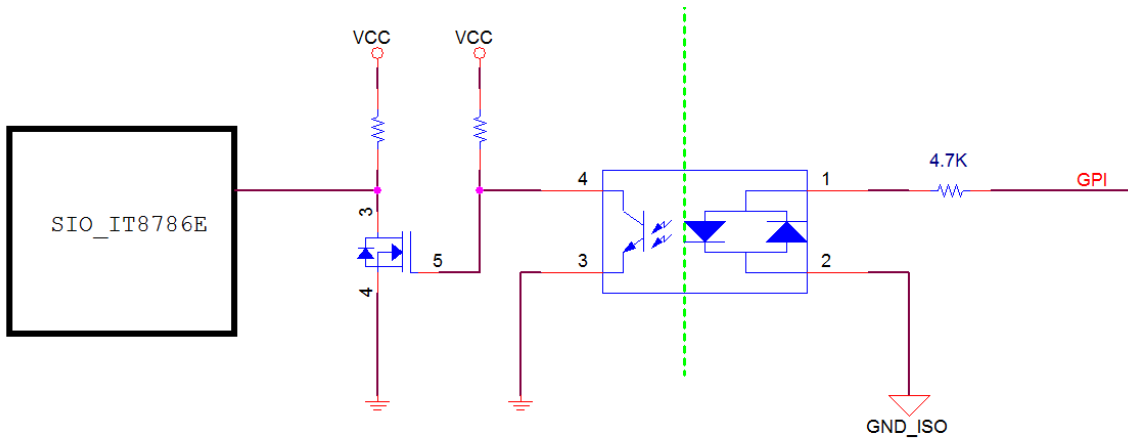 VCC
VCC
SIO_IT8786E
3
4
5
4
3
1
2
4.7K
GPI
GND_ISO